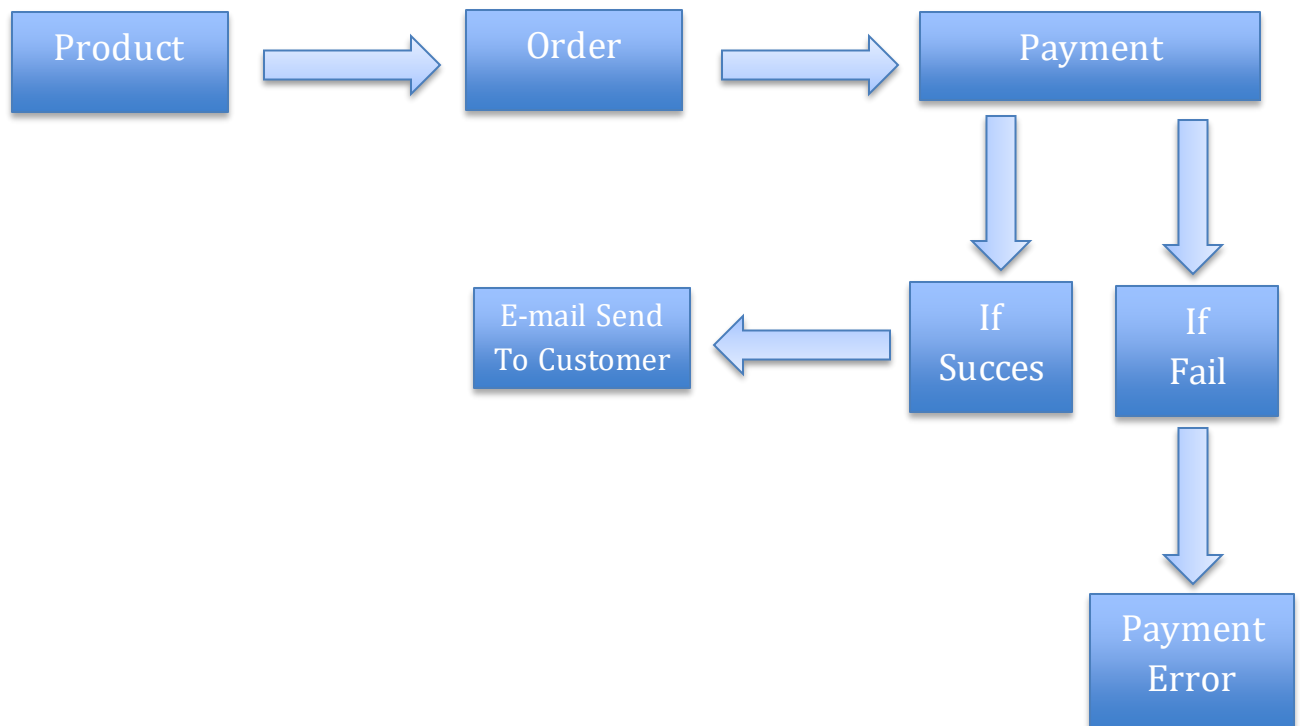 Product
Order
Payment
E-mail Send
To Customer
If
Succes
If
Fail
Payment
Error